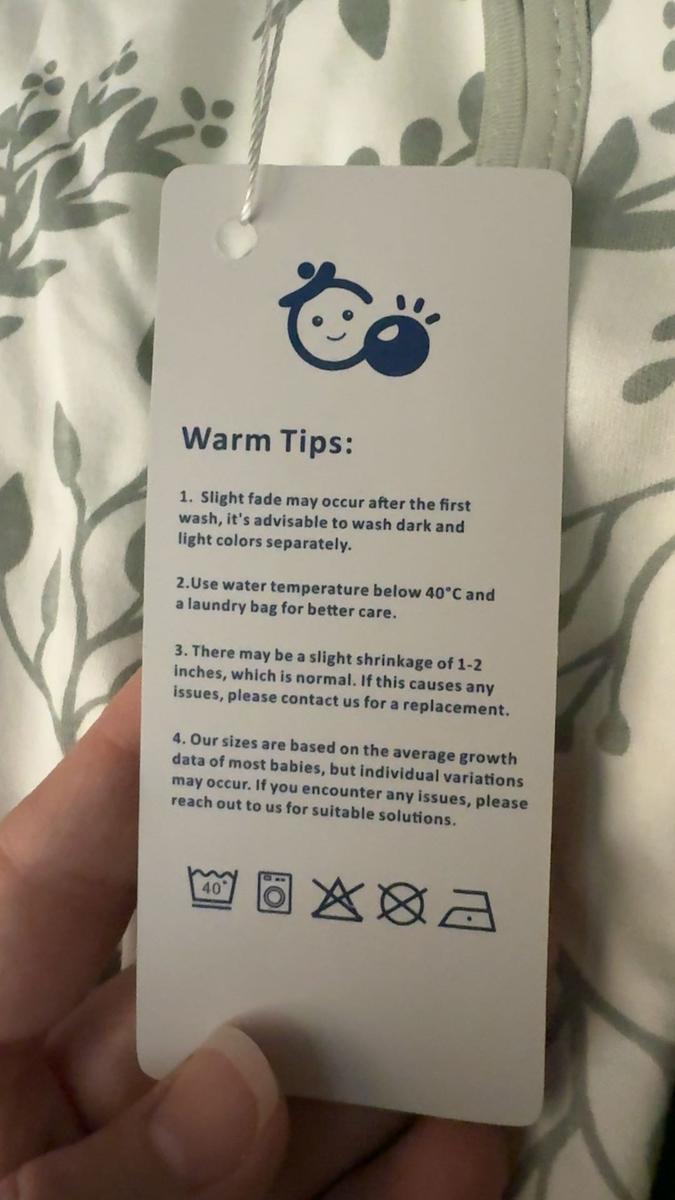 Warm Tips:
1. Slight fade may occur after the first
wash, it's advisable to wash dark and
light colors separately.
2.Use water temperature below 40°C and
a laundry bag for better care.
3. There may be a slight shrinkage of 1-2
inches, which is normal. If this causes any
issues, please contact us for a replacement.
4. Our sizes are based on the average growth
data of most babies, but individual variations
may occur. If you encounter any issues, please
reach out to us for suitable solutions.
40°